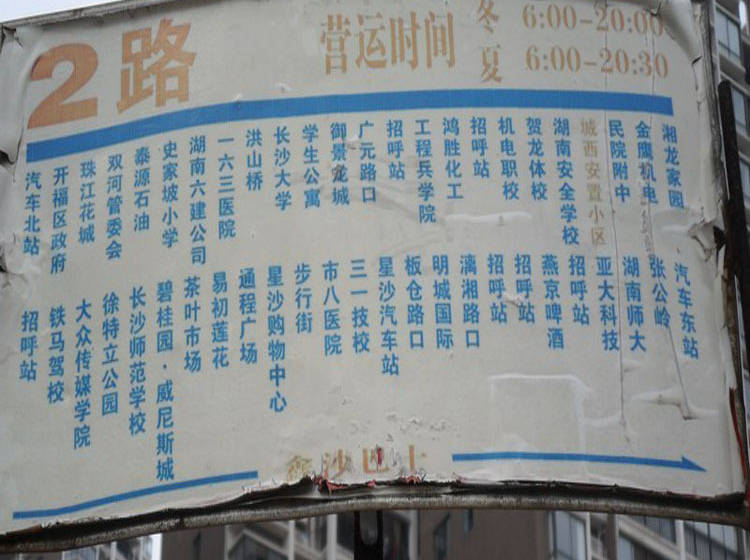 2路
营运时间
冬 6:00-20:00
夏 6:00-20:30
汽车北站
开福区政府
珠江花城
双河管委会
泰源石油
史家坡小学
湖南六建公司
一六三医院
洪山桥
长沙大学
学生公寓
御景龙城
广元路口
招呼站
工程兵学院
鸿胜化工
招呼站
机电职校
贺龙体校
湖南安全学校
城西安置小区
民院附中
金鹰机电
湘龙家园
招呼站
铁马驾校
大众传媒学院
徐特立公园
长沙师范学校
碧桂园·威尼斯城
茶叶市场
易初莲花
通程广场
星沙购物中心
步行街
市八医院
三一技校
星沙汽车站
板仓路口
明城国际
漓湘路口
招呼站
招呼站
燕京啤酒
招呼站
亚大科技
湖南师大
张公岭
汽车东站
鑫沙巴士